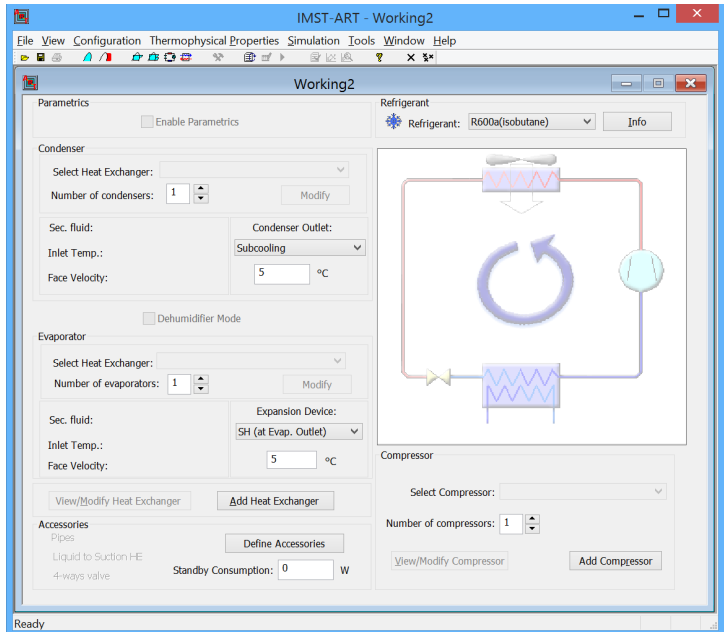 IMST-ART - Working2
File View Configuration Thermophysical Properties Simulation Tools Window Help
Working2
Parametrics
Enable Parametrics
Refrigerant
Refrigerant: R600a(isobutane) Info
Condenser
Select Heat Exchanger:
Number of condensers: 1 Modify
Sec. fluid:
Inlet Temp.:
Face Velocity:
Condenser Outlet:
Subcooling
5 ºC
Dehumidifier Mode
Evaporator
Select Heat Exchanger:
Number of evaporators: 1 Modify
Sec. fluid:
Inlet Temp.:
Face Velocity:
Expansion Device:
SH (at Evap. Outlet)
5 ºC
View/Modify Heat Exchanger Add Heat Exchanger
Accessories
Pipes
Liquid to Suction HE
4-ways valve
Define Accessories
Standby Consumption: 0 W
Compressor
Select Compressor:
Number of compressors: 1
View/Modify Compressor Add Compressor
Ready